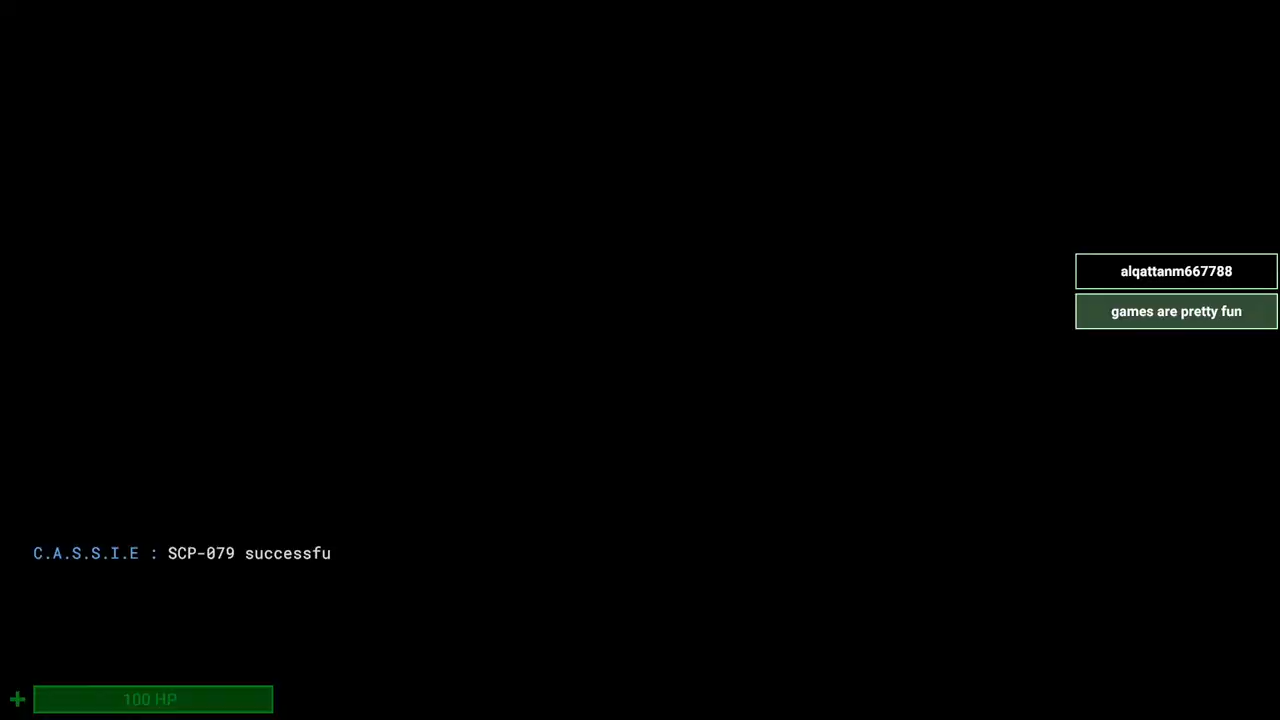 alqattanm667788
games are pretty fun
C.A.S.S.I.E : SCP-079 successfu
100 HP